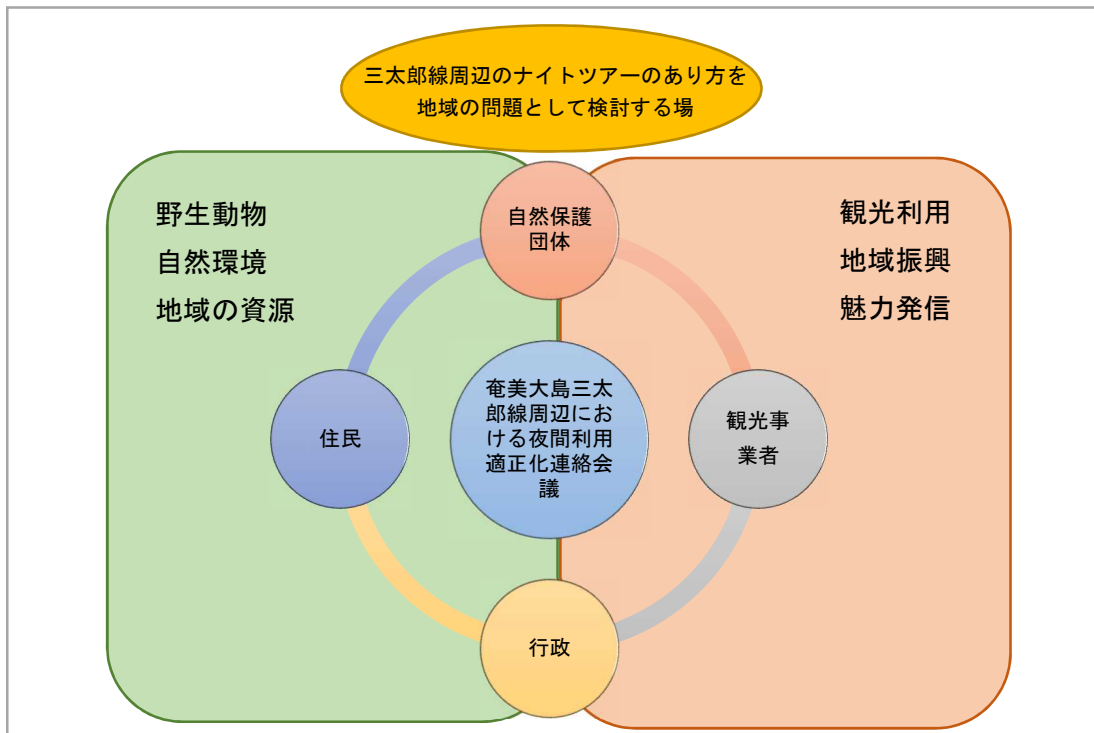 三太郎線周辺のナイトツアーのあり方を
地域の問題として検討する場
野生動物
自然環境
地域の資源
自然保護
団体
観光利用
地域振興
魅力発信
住民
奄美大島三太
郎線周辺にお
ける夜間利用
適正化連絡会
議
観光事
業者
行政